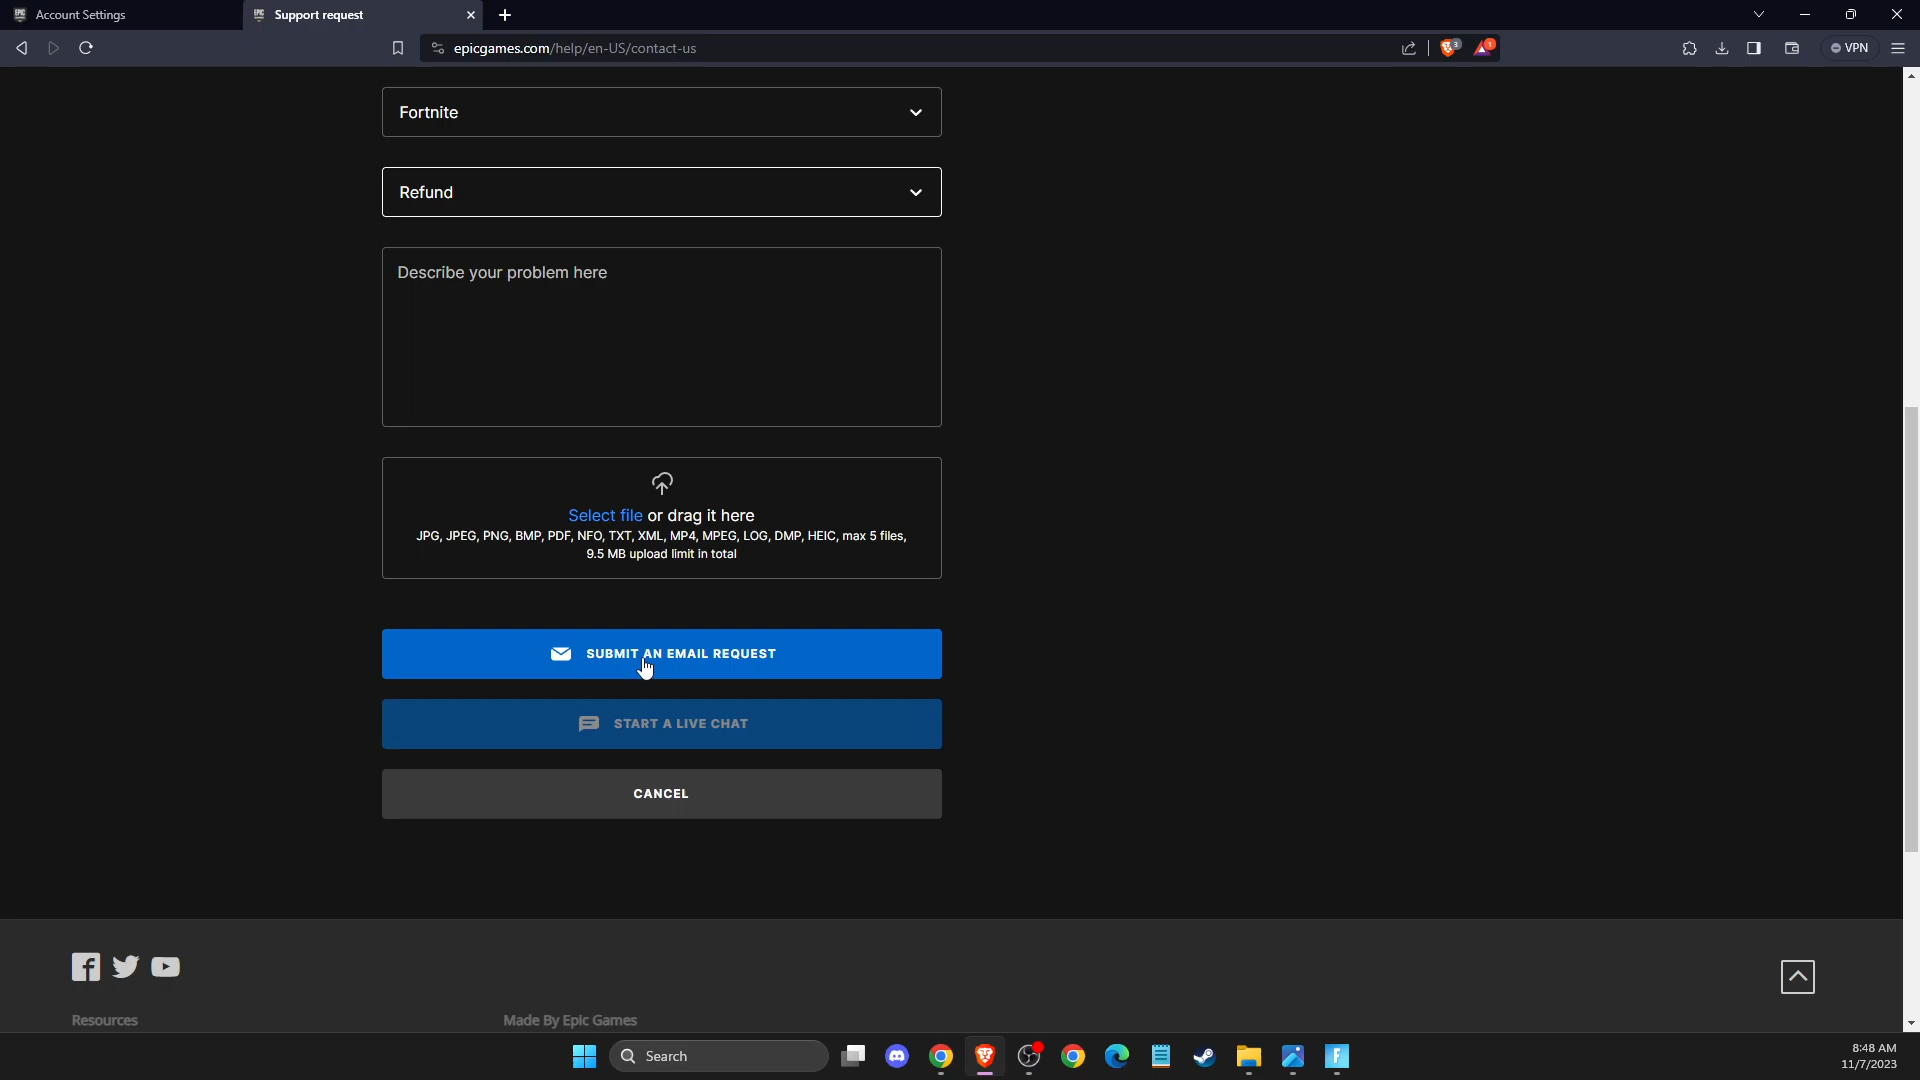 Account Settings
Support request
epicgames.com/help/en-US/contact-us
3
1
VPN
Fortnite
Refund
Describe your problem here
Select file or drag it here
JPG, JPEG, PNG, BMP, PDF, NFO, TXT, XML, MP4, MPEG, LOG, DMP, HEIC, max 5 files,
9.5 MB upload limit in total
SUBMIT AN EMAIL REQUEST
START A LIVE CHAT
CANCEL
Resources
Made By Epic Games
Search
8:48 AM
11/7/2023